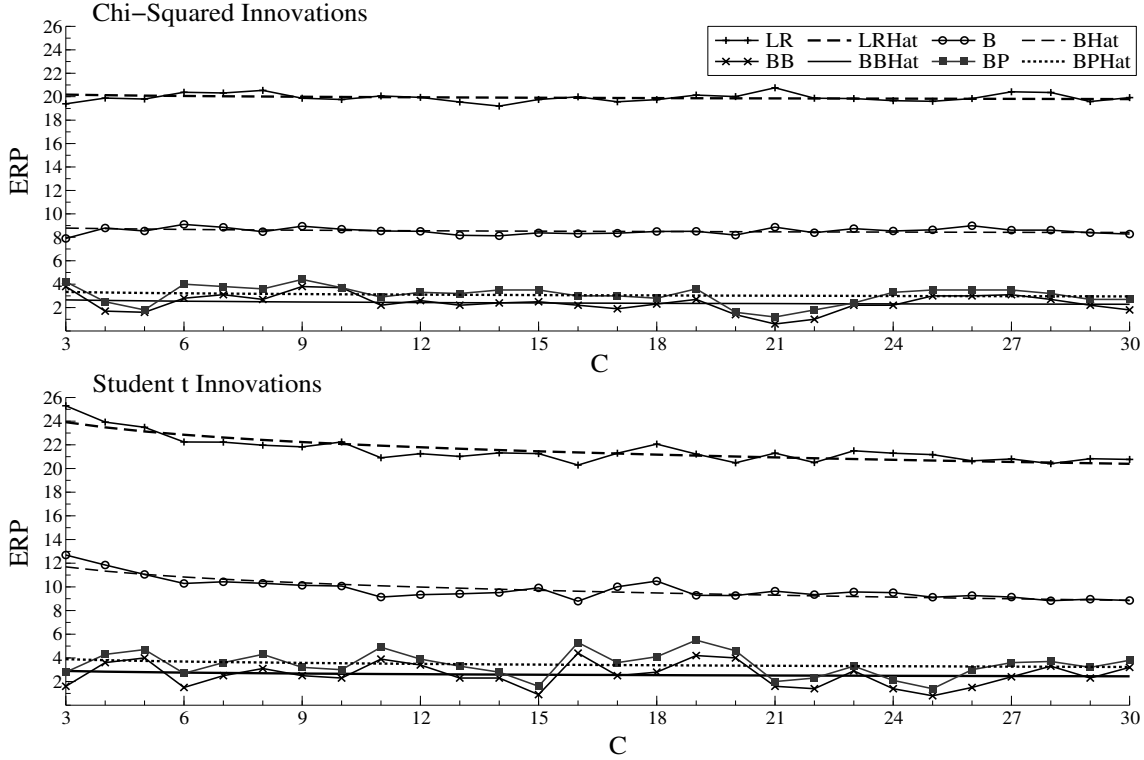 Chi−Squared Innovations
LR LRHat B BHat
BB BBHat BP BPHat
26
24
22
20
18
16
14
12
10
8
6
4
2
ERP
3 6 9 12 15 18 21 24 27 30
C
Student t Innovations
26
24
22
20
18
16
14
12
10
8
6
4
2
ERP
3 6 9 12 15 18 21 24 27 30
C